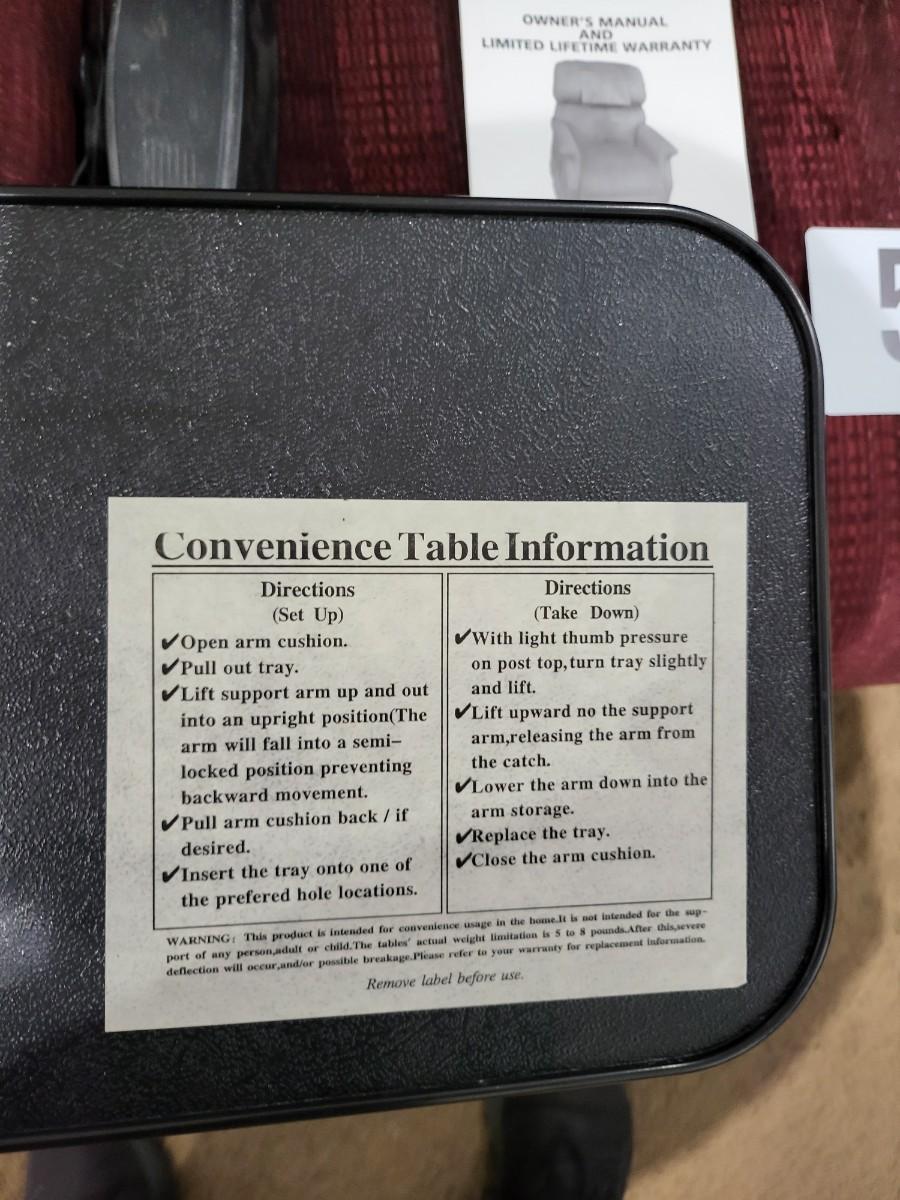 OWNER'S MANUAL
AND
LIMITED LIFETIME WARRANTY
5
Convenience Table Information
Directions
(Set Up)
✔Open arm cushion.
✔Pull out tray.
✔Lift support arm up and out
into an upright position(The
arm will fall into a semi-
locked position preventing
backward movement.
✔Pull arm cushion back / if
desired.
✔Insert the tray onto one of
the prefered hole locations.
Directions
(Take Down)
✔With light thumb pressure
on post top,turn tray slightly
and lift.
✔Lift upward no the support
arm,releasing the arm from
the catch.
✔Lower the arm down into the
arm storage.
✔Replace the tray.
✔Close the arm cushion.
WARNING: This product is intended for convenience usage in the home.It is not intended for the sup-
port of any person,adult or child.The tables' actual weight limitation is 5 to 8 pounds.After this,severe
deflection will occur,and/or possible breakage.Please refer to your warranty for replacement information.
Remove label before use.